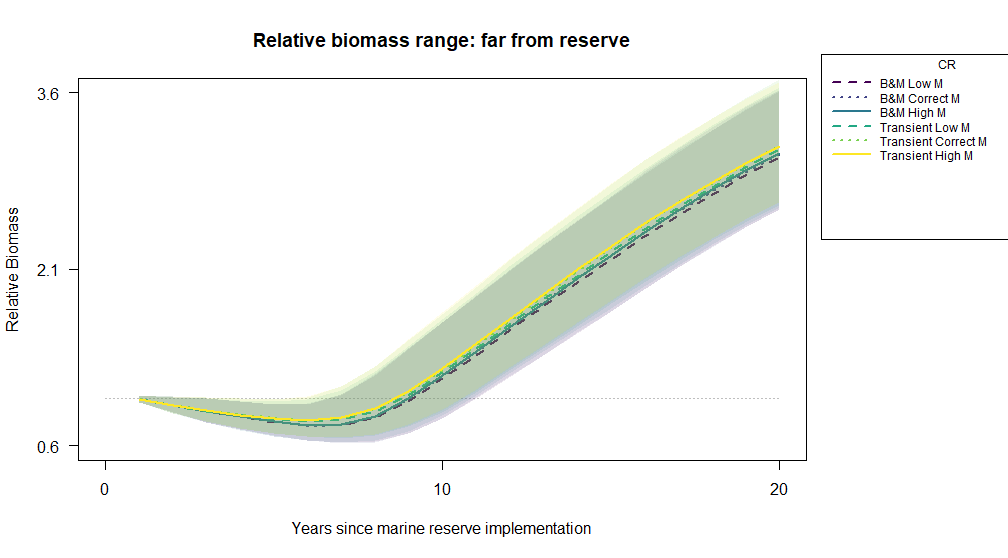 Relative biomass range: far from reserve
CR
B&M Low M
B&M Correct M
B&M High M
Transient Low M
Transient Correct M
Transient High M
3.6
2.1
0.6
Relative Biomass
0
10
20
Years since marine reserve implementation